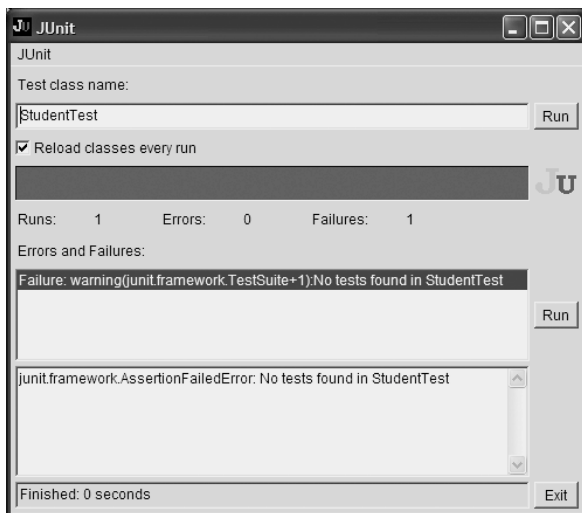 JU JUnit
JUnit
Test class name:
StudentTest Run
Reload classes every run
JU
Runs: 1 Errors: 0 Failures: 1
Errors and Failures:
Failure: warning(junit.framework.TestSuite+1):No tests found in StudentTest
Run
junit.framework.AssertionFailedError: No tests found in StudentTest
Finished: 0 seconds Exit